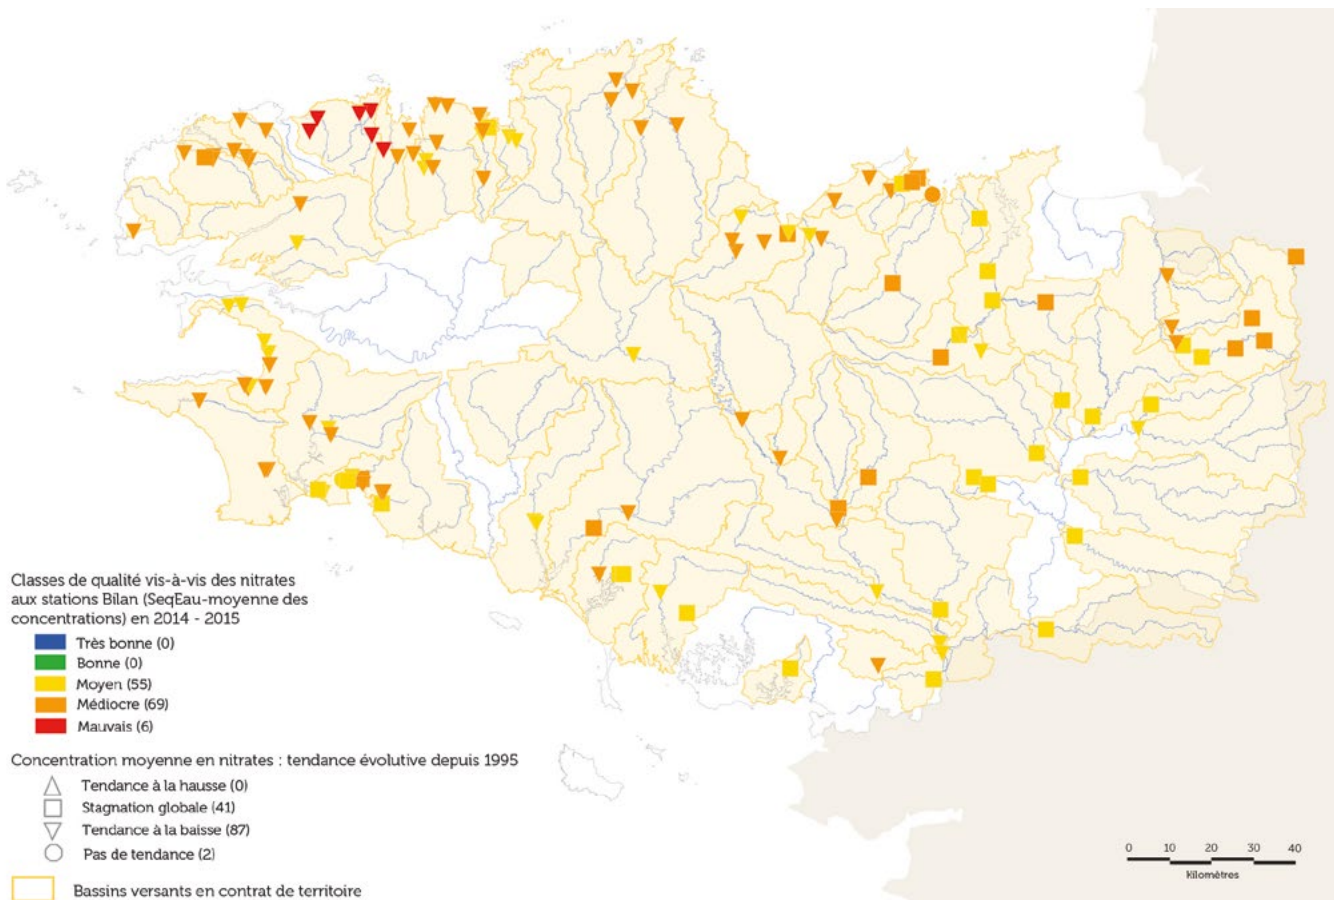 Classes de qualité vis-à-vis des nitrates
aux stations Bilan (SeqEau-moyenne des
concentrations) en 2014 - 2015
Très bonne (0)
Bonne (0)
Moyen (55)
Médiocre (69)
Mauvais (6)
Concentration moyenne en nitrates : tendance évolutive depuis 1995
Tendance à la hausse (0)
Stagnation globale (41)
Tendance à la baisse (87)
Pas de tendance (2)
Bassins versants en contrat de territoire
0 10 20 30 40
Kilomètres